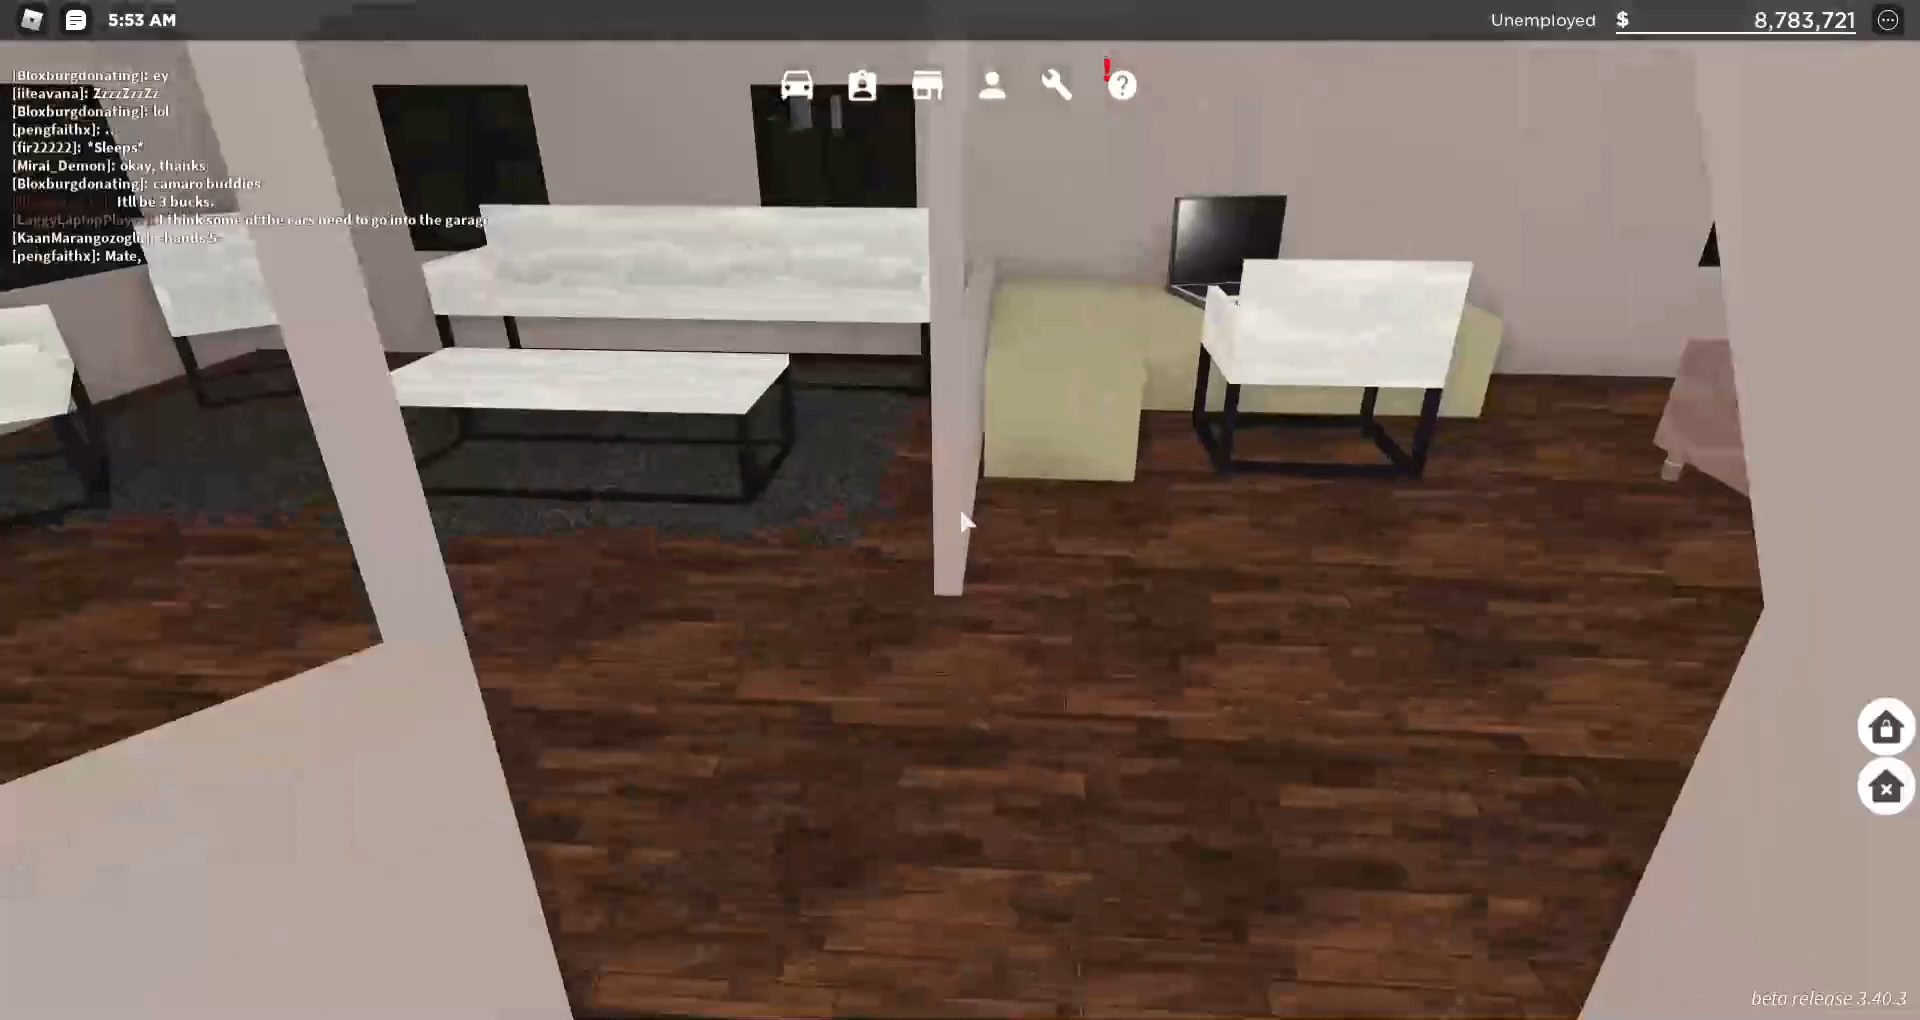 5:53 AM
Unemployed $ 8,783,721
[Bloxburgdonating]: ey
[iiteavana]: ZzzzZzzZz
[Bloxburgdonating]: lol
[pengfaithx]: ..
[fir22222]: *Sleeps*
[Mirai_Demon]: okay, thanks
[Bloxburgdonating]: camaro buddies
Itll be 3 bucks.
I think some of the cars need to go into the garage
[KaanMarangozoglu]: -hands 5-
[pengfaithx]: Mate,
beta release 3.40.3